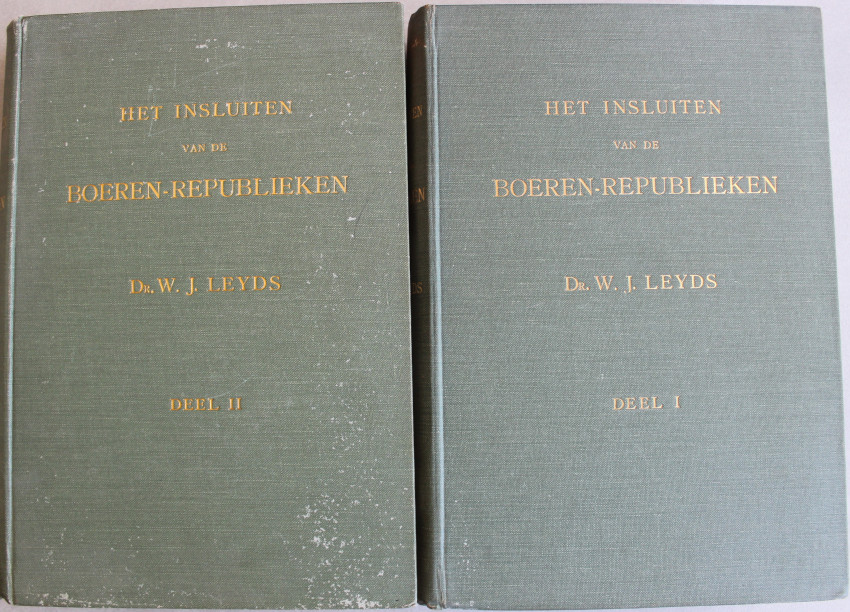 HET INSLUITEN
VAN DE
BOEREN-REPUBLIEKEN
DR. W. J. LEYDS
DEEL II
HET INSLUITEN
VAN DE
BOEREN-REPUBLIEKEN
DR. W. J. LEYDS
DEEL I